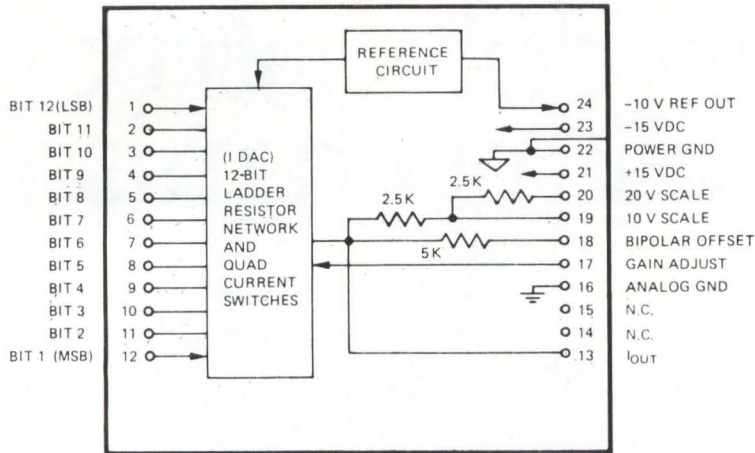 REFERENCE
CIRCUIT
BIT 12(LSB) 1
BIT 11 2
BIT 10 3
BIT 9 4
BIT 8 5
BIT 7 6
BIT 6 7
BIT 5 8
BIT 4 9
BIT 3 10
BIT 2 11
BIT 1 (MSB) 12
(I DAC)
12-BIT
LADDER
RESISTOR
NETWORK
AND
QUAD
CURRENT
SWITCHES
2.5K
2.5K
5K
24 -10 V REF OUT
23 -15 VDC
22 POWER GND
21 +15 VDC
20 20 V SCALE
19 10 V SCALE
18 BIPOLAR OFFSET
17 GAIN ADJUST
16 ANALOG GND
15 N.C.
14 N.C.
13 IOUT